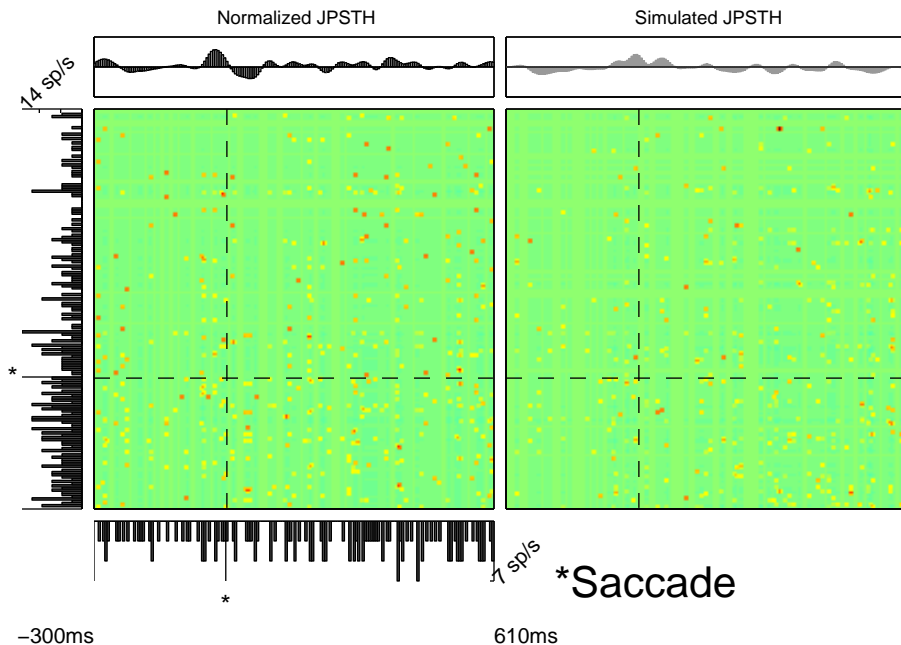 Normalized JPSTH
Simulated JPSTH
14 sp/s
*
7 sp/s
*Saccade
*
−300ms
610ms